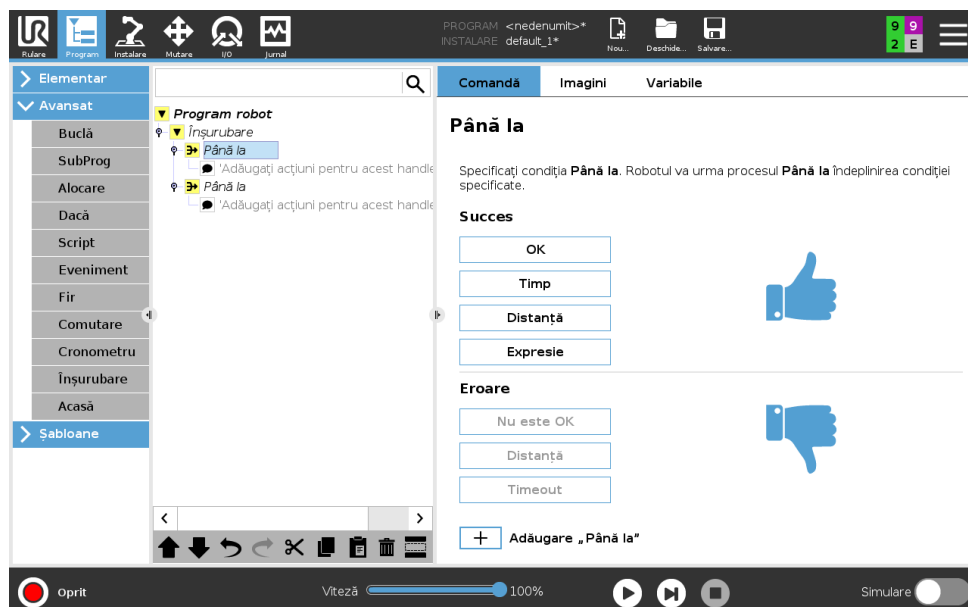 PROGRAM <nedenumit>*
INSTALARE default_1*
Rulare
Program
Instalare
Mutare
I/O
Jurnal
Nou...
Deschide...
Salvare...
9 9
2 E
Elementar
Avansat
Buclă
SubProg
Alocare
Dacă
Script
Eveniment
Fir
Comutare
Cronometru
Înșurubare
Acasă
Șabloane
Program robot
Înșurubare
Până la
'Adăugați acțiuni pentru acest handle
Până la
'Adăugați acțiuni pentru acest handle
Comandă
Imagini
Variabile
Până la
Specificați condiția Până la. Robotul va urma procesul Până la îndeplinirea condiției
specificate.
Succes
OK
Timp
Distanță
Expresie
Eroare
Nu este OK
Distanță
Timeout
Adăugare „Până la”
Oprit
Viteză
100%
Simulare